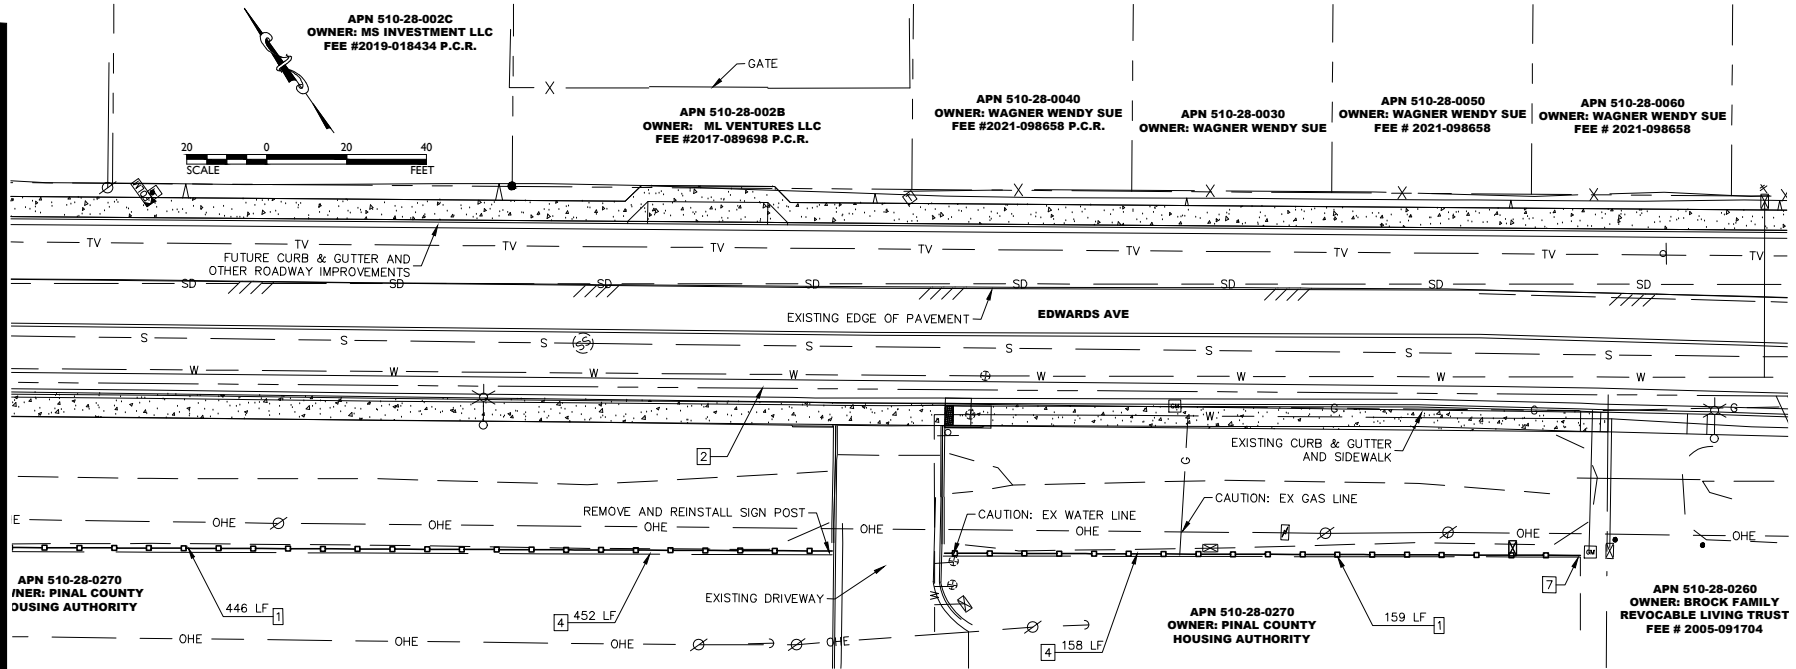 APN 510-28-002C
OWNER: MS INVESTMENT LLC
FEE #2019-018434 P.C.R.
GATE
X
APN 510-28-002B
OWNER: ML VENTURES LLC
FEE #2017-089698 P.C.R.
APN 510-28-0040
OWNER: WAGNER WENDY SUE
FEE #2021-098658 P.C.R.
APN 510-28-0030
OWNER: WAGNER WENDY SUE
APN 510-28-0050
OWNER: WAGNER WENDY SUE
FEE # 2021-098658
APN 510-28-0060
OWNER: WAGNER WENDY SUE
FEE # 2021-098658
20 0 20 40
SCALE FEET
X X X X X
TV TV TV TV TV TV TV TV TV
FUTURE CURB & GUTTER AND
OTHER ROADWAY IMPROVEMENTS
SD SD SD SD SD SD SD SD
EXISTING EDGE OF PAVEMENT
EDWARDS AVE
S S S S S S S S
SS
W W W W W W W W
GM
W G G G
EXISTING CURB & GUTTER
AND SIDEWALK
2
G
CAUTION: EX GAS LINE
REMOVE AND REINSTALL SIGN POST
CAUTION: EX WATER LINE
OHE OHE OHE OHE OHE OHE OHE
GM
APN 510-28-0270
OWNER: PINAL COUNTY
HOUSING AUTHORITY
446 LF 1
4 452 LF
EXISTING DRIVEWAY
W
APN 510-28-0270
OWNER: PINAL COUNTY
HOUSING AUTHORITY
4 158 LF
159 LF 1
7
APN 510-28-0260
OWNER: BROCK FAMILY
REVOCABLE LIVING TRUST
FEE # 2005-091704
OHE OHE OHE OHE